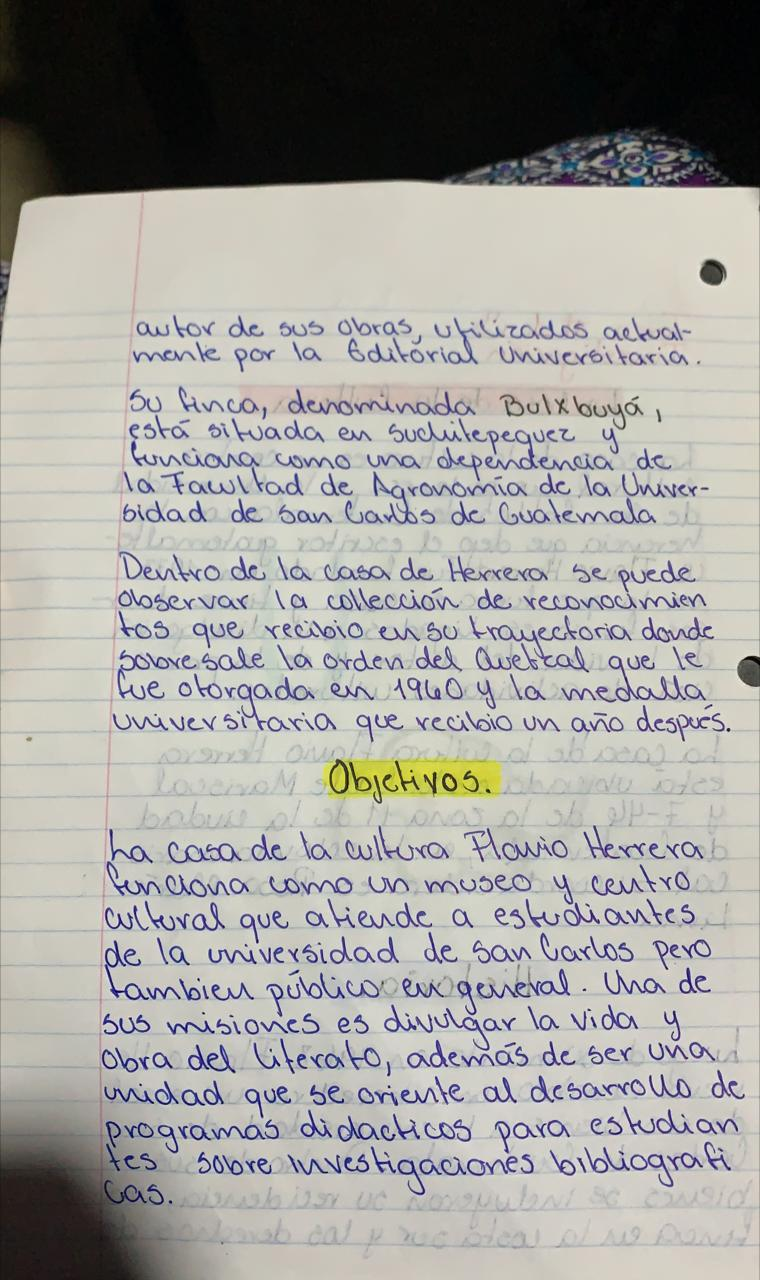 autor de sus obras, utilizados actual-
mente por la Editórial Universitaria.
Su finca, denominada Bulxbuyá,
está situada en Suchitepequez y
funciona como una dependencia de
la Facultad de Agronomía de la Univer-
sidad de San Carlos de Guatemala
Dentro de la casa de Herrera se puede
observar la collección de reconocimien
tos que recibio en su trayectoria donde
sobresale la orden del Quetzal que le
fue otorgada en 1960 y la medalla
universitaria que recibio un año después.
Objetivos.
La casa de la cultura Flavio Herrera
funciona como un museo y centro
cultural que atiende a estudiantes
de la universidad de San Carlos pero
tambien público en general. Una de
sus misiones es divulgar la vida y
obra del literato, además de ser una
unidad que se oriente al desarrollo de
programas didacticos para estudian
tes sobre investigaciones bibliografi
cas.